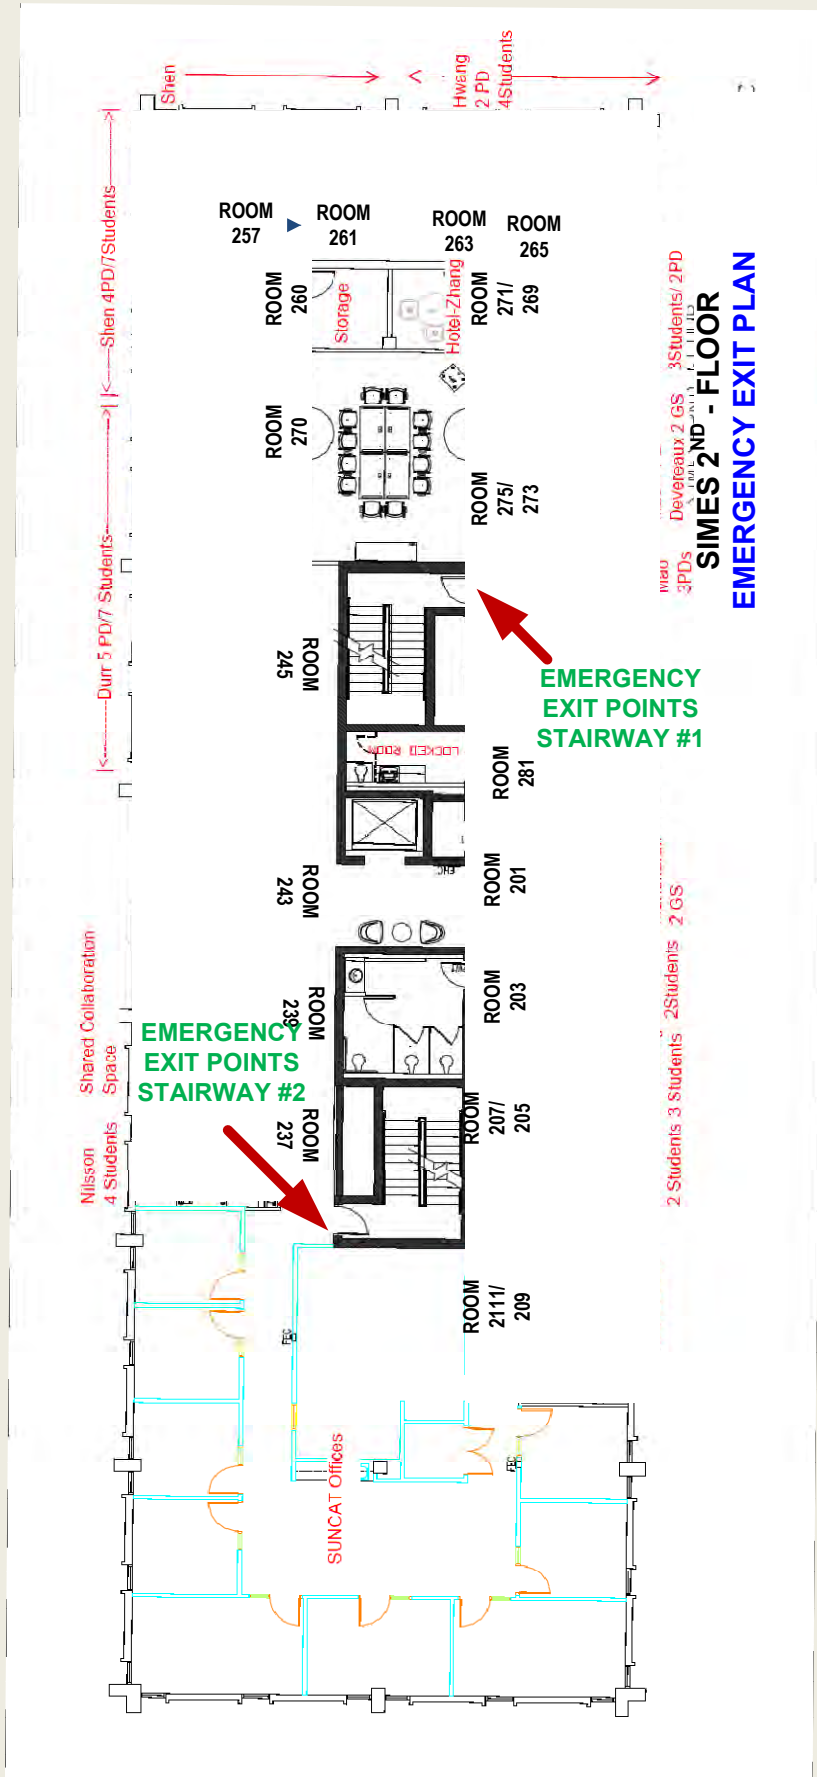 Shen
Hwang
2 PD
4Students
<------Shen 4PD/7Students------>|
|<--------Durr 5 PD/7 Students-------->|
ROOM
257
ROOM
261
ROOM
263
ROOM
265
ROOM
260
Storage
Hotel-Zhang
ROOM
271/
269
ROOM
270
ROOM
275/
273
3Students/ 2PD
Devereaux 2 GS
Mao
3PDs
SIMES 2ND - FLOOR
EMERGENCY EXIT PLAN
ROOM
245
EMERGENCY
EXIT POINTS
STAIRWAY #1
LOCKED ROOM
ROOM
281
ROOM
243
ROOM
201
Shared Collaboration
Space
ROOM
239
ROOM
203
EMERGENCY
EXIT POINTS
STAIRWAY #2
2 Students 3 Students 2Students 2 GS
Nilsson
4 Students
ROOM
237
ROOM
207/
205
ROOM
2111/
209
FEC
FEC
SUNCAT Offices